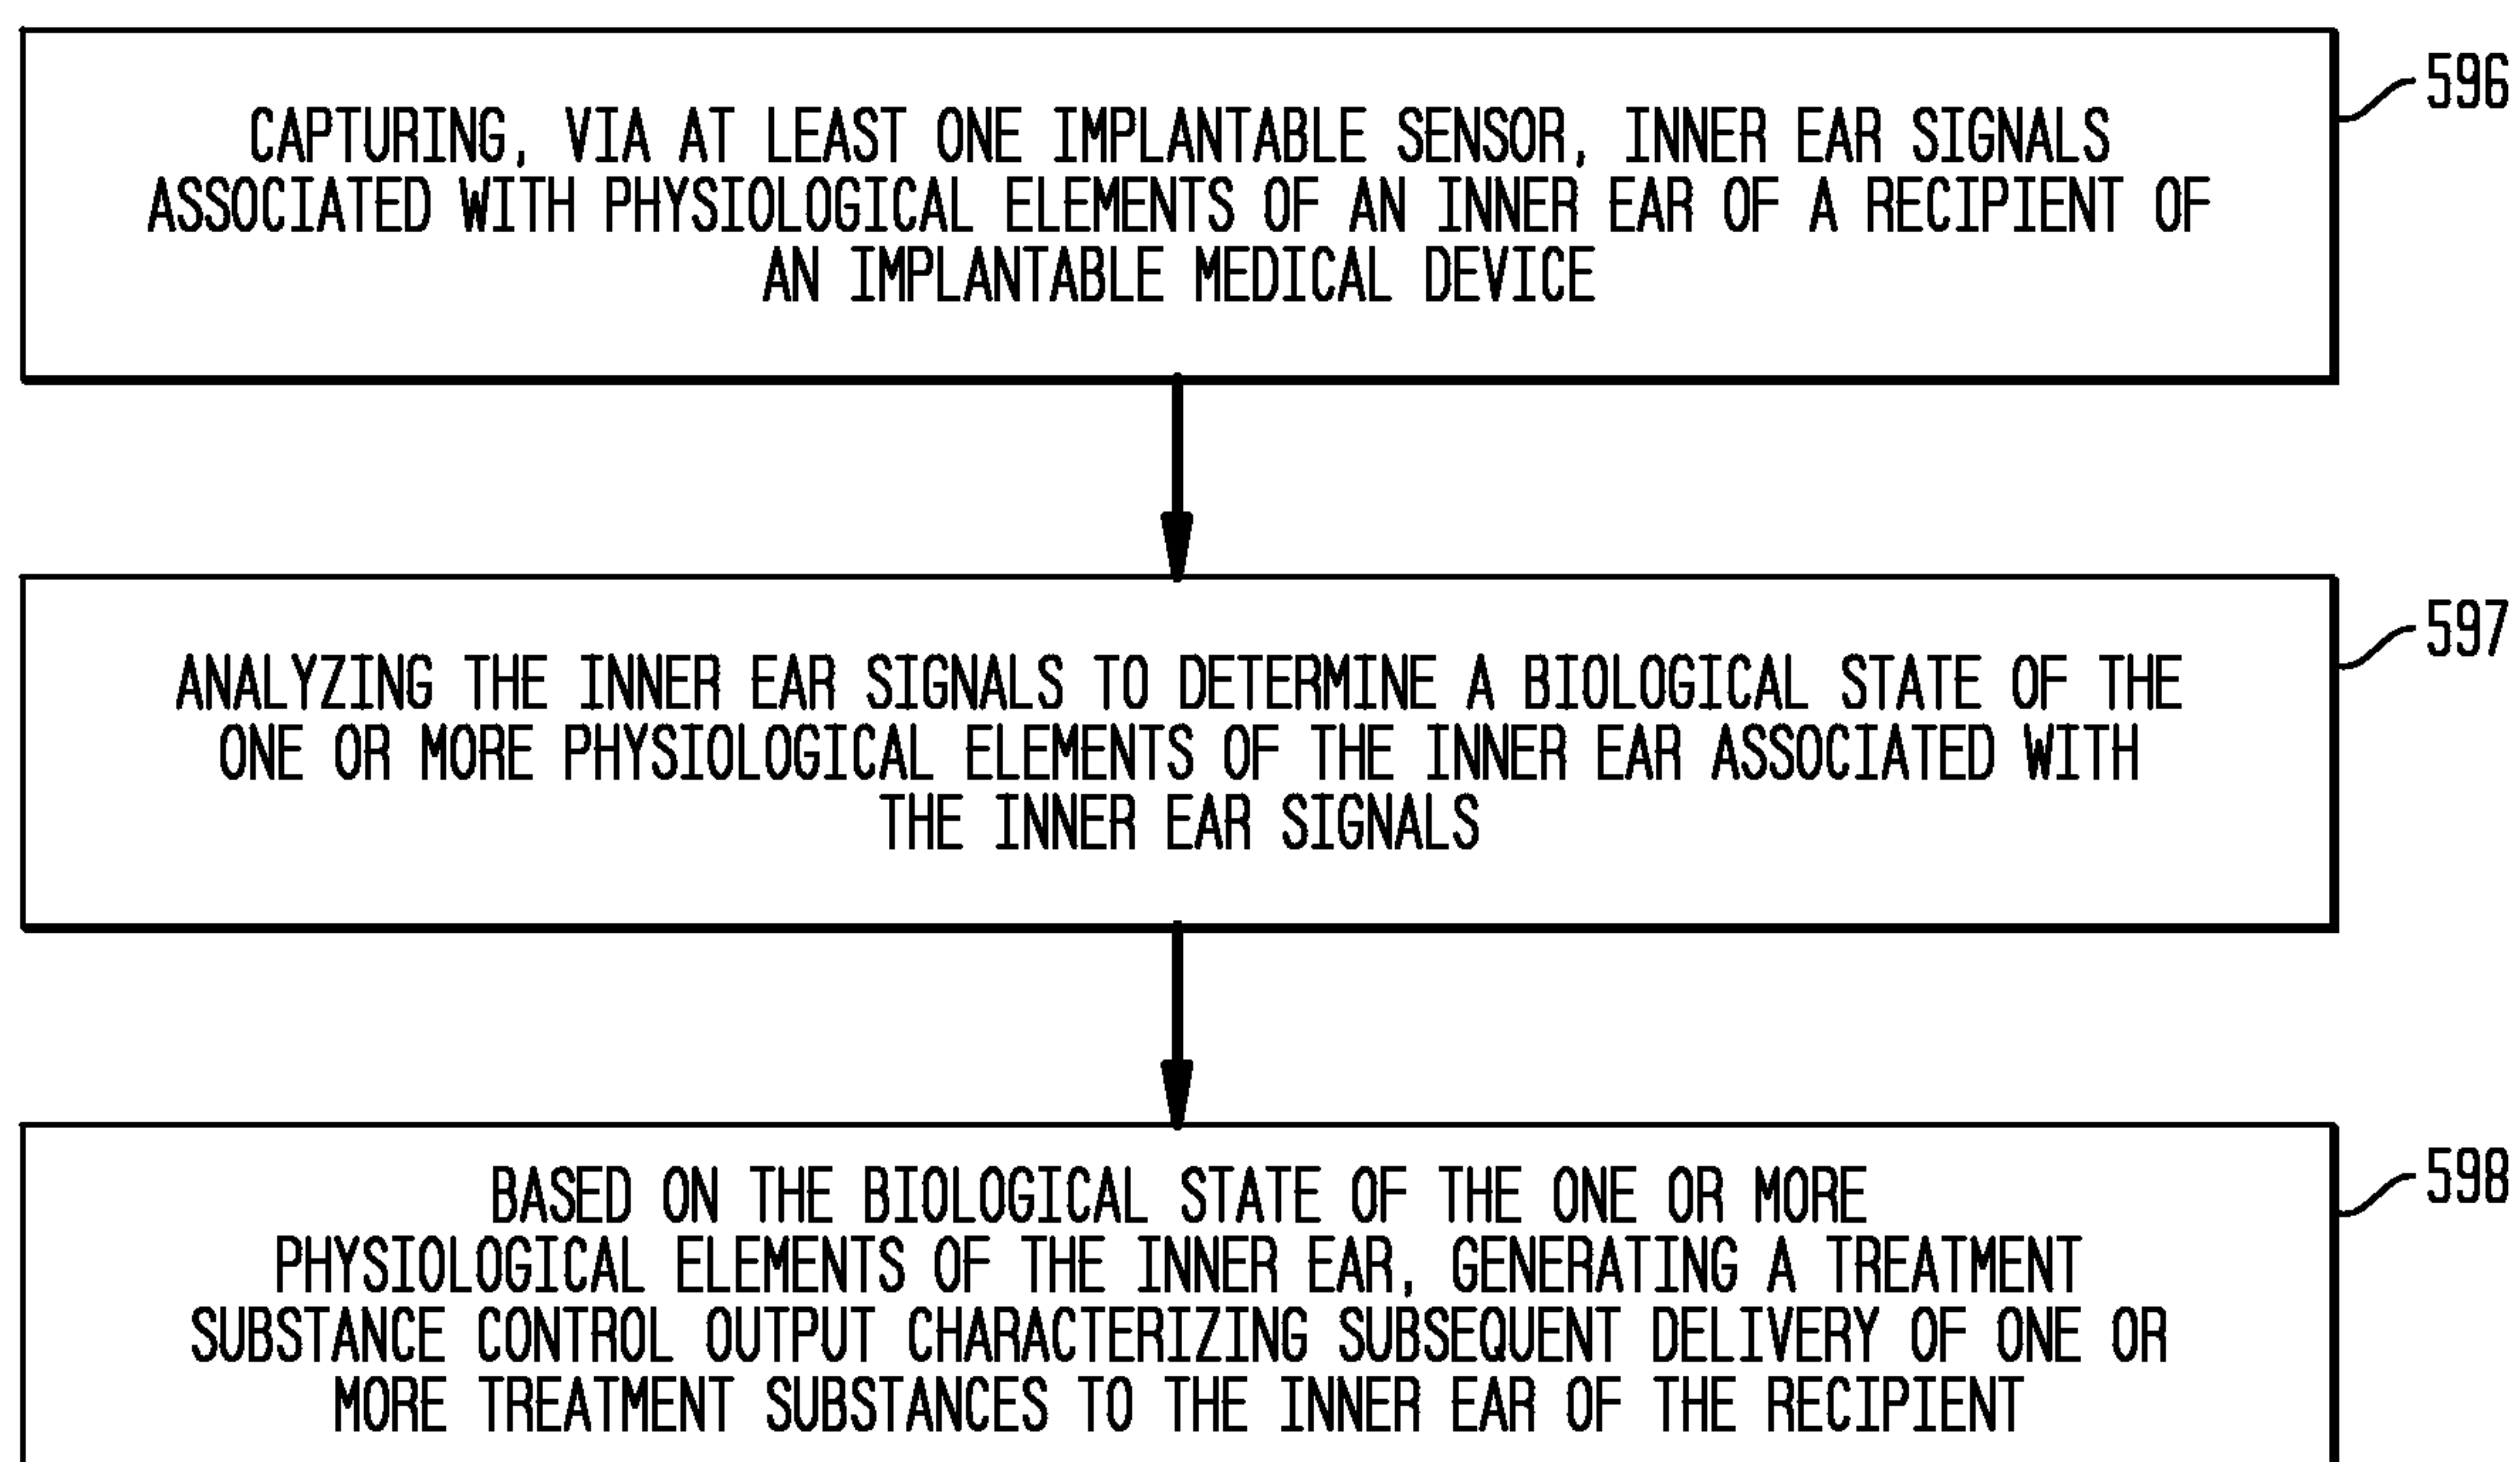 596
CAPTURING, VIA AT LEAST ONE IMPLANTABLE SENSOR, INNER EAR SIGNALS
ASSOCIATED WITH PHYSIOLOGICAL ELEMENTS OF AN INNER EAR OF A RECIPIENT OF
AN IMPLANTABLE MEDICAL DEVICE
597
ANALYZING THE INNER EAR SIGNALS TO DETERMINE A BIOLOGICAL STATE OF THE
ONE OR MORE PHYSIOLOGICAL ELEMENTS OF THE INNER EAR ASSOCIATED WITH
THE INNER EAR SIGNALS
598
BASED ON THE BIOLOGICAL STATE OF THE ONE OR MORE
PHYSIOLOGICAL ELEMENTS OF THE INNER EAR, GENERATING A TREATMENT
SUBSTANCE CONTROL OUTPUT CHARACTERIZING SUBSEQUENT DELIVERY OF ONE OR
MORE TREATMENT SUBSTANCES TO THE INNER EAR OF THE RECIPIENT